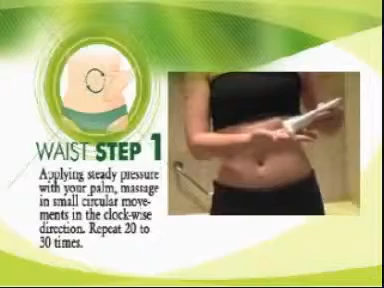 WAIST STEP 1
Applying steady pressure
with your palm, massage
in small circular move-
ments in the clock-wise
direction. Repeat 20 to
30 times.